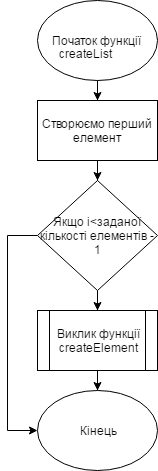 Початок функції
createList
Створюємо перший
елемент
Якщо i<заданої
кількості елементів -
1
Виклик функції
createElement
Кінець